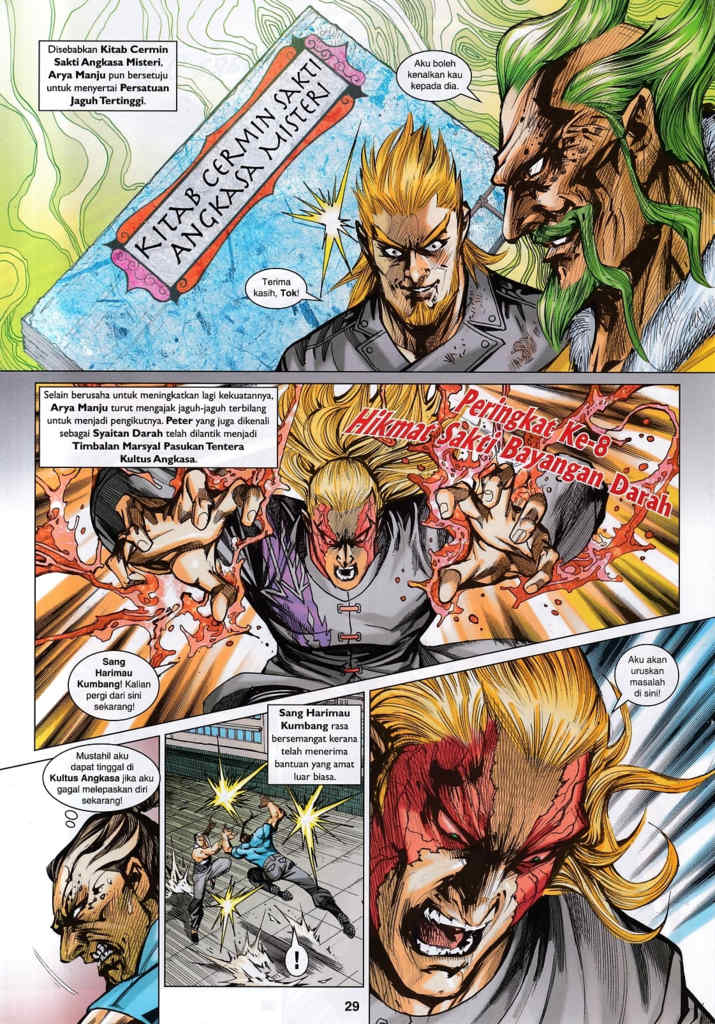 Disebabkan Kitab Cermin
Sakti Angkasa Misteri,
Arya Manju pun bersetuju
untuk menyertai Persatuan
Jaguh Tertinggi.
Aku boleh
kenalkan kau
kepada dia.
KITAB CERMIN SAKTI
ANGKASA MISTERI
Terima
kasih, Tok!
Selain berusaha untuk meningkatkan lagi kekuatannya,
Arya Manju turut mengajak jaguh-jaguh terbilang
untuk menjadi pengikutnya. Peter yang juga dikenali
sebagai Syaitan Darah telah dilantik menjadi
Timbalan Marsyal Pasukan Tentera
Kultus Angkasa.
Peringkat Ke-8
Hikmat Sakti Bayangan Darah
Sang
Harimau
Kumbang! Kalian
pergi dari sini
sekarang!
Aku akan
uruskan
masalah
di sini!
Mustahil aku
dapat tinggal di
Kultus Angkasa jika aku
gagal melepaskan diri
sekarang!
Sang Harimau
Kumbang rasa
bersemangat kerana
telah menerima
bantuan yang amat
luar biasa.
!
29